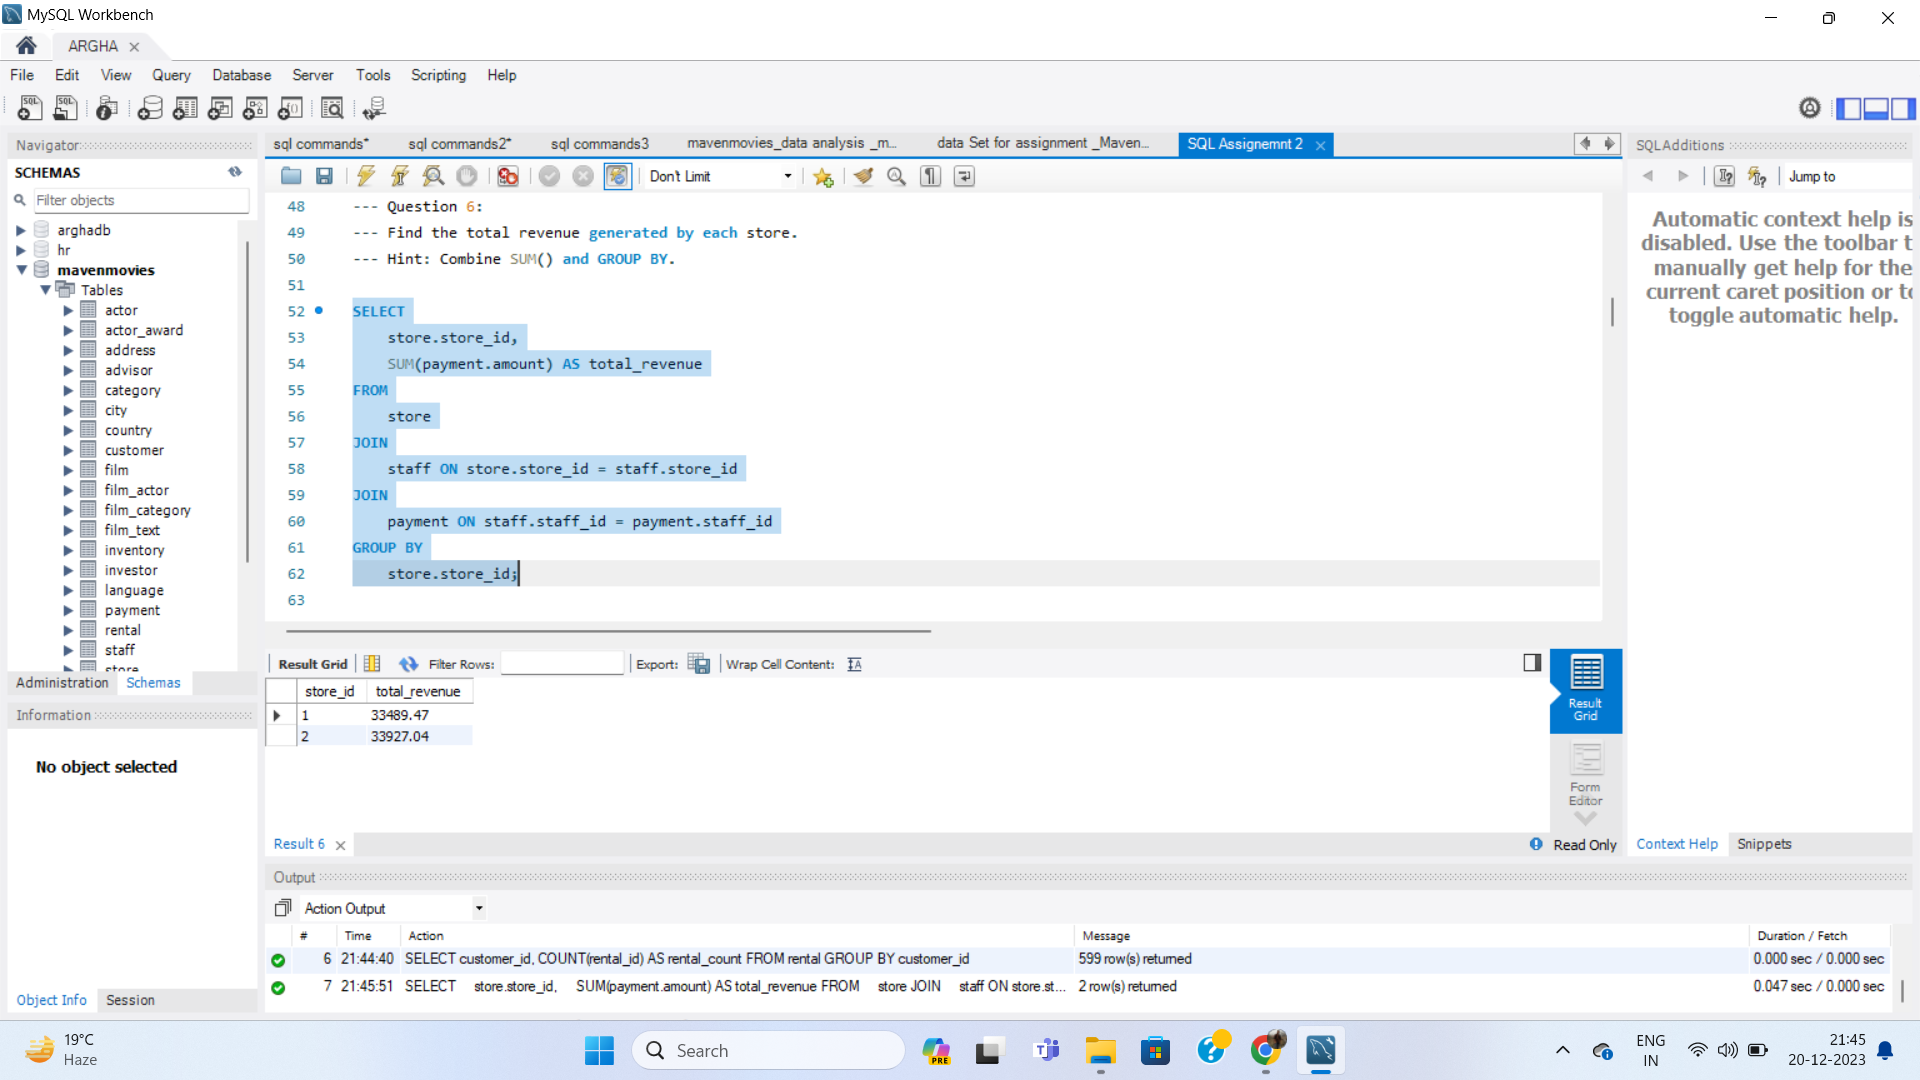 MySQL Workbench
ARGHA
File Edit View Query Database Server Tools Scripting Help
Navigator
sql commands* sql commands2* sql commands3 mavenmovies_data analysis _m... data Set for assignment _Maven... SQL Assignemnt 2
SQLAdditions
SCHEMAS
Don't Limit
Jump to
Filter objects
arghadb
hr
mavenmovies
Tables
actor
actor_award
address
advisor
category
city
country
customer
film
film_actor
film_category
film_text
inventory
investor
language
payment
rental
staff
store
Administration Schemas
Information
No object selected
Object Info Session
48 --- Question 6:
49 --- Find the total revenue generated by each store.
50 --- Hint: Combine SUM() and GROUP BY.
51
52 SELECT
53 store.store_id,
54 SUM(payment.amount) AS total_revenue
55 FROM
56 store
57 JOIN
58 staff ON store.store_id = staff.store_id
59 JOIN
60 payment ON staff.staff_id = payment.staff_id
61 GROUP BY
62 store.store_id;
63
Automatic context help is
disabled. Use the toolbar t
manually get help for the
current caret position or to
toggle automatic help.
Result Grid Filter Rows: Export: Wrap Cell Content:
store_id total_revenue
1 33489.47
2 33927.04
Result
Grid
Form
Editor
Result 6
Read Only
Context Help Snippets
Output
Action Output
# Time Action Message Duration / Fetch
6 21:44:40 SELECT customer_id, COUNT(rental_id) AS rental_count FROM rental GROUP BY customer_id 599 row(s) returned 0.000 sec / 0.000 sec
7 21:45:51 SELECT store.store_id, SUM(payment.amount) AS total_revenue FROM store JOIN staff ON store.st... 2 row(s) returned 0.047 sec / 0.000 sec
19°C
Haze
Search
PRE
ENG
IN
21:45
20-12-2023